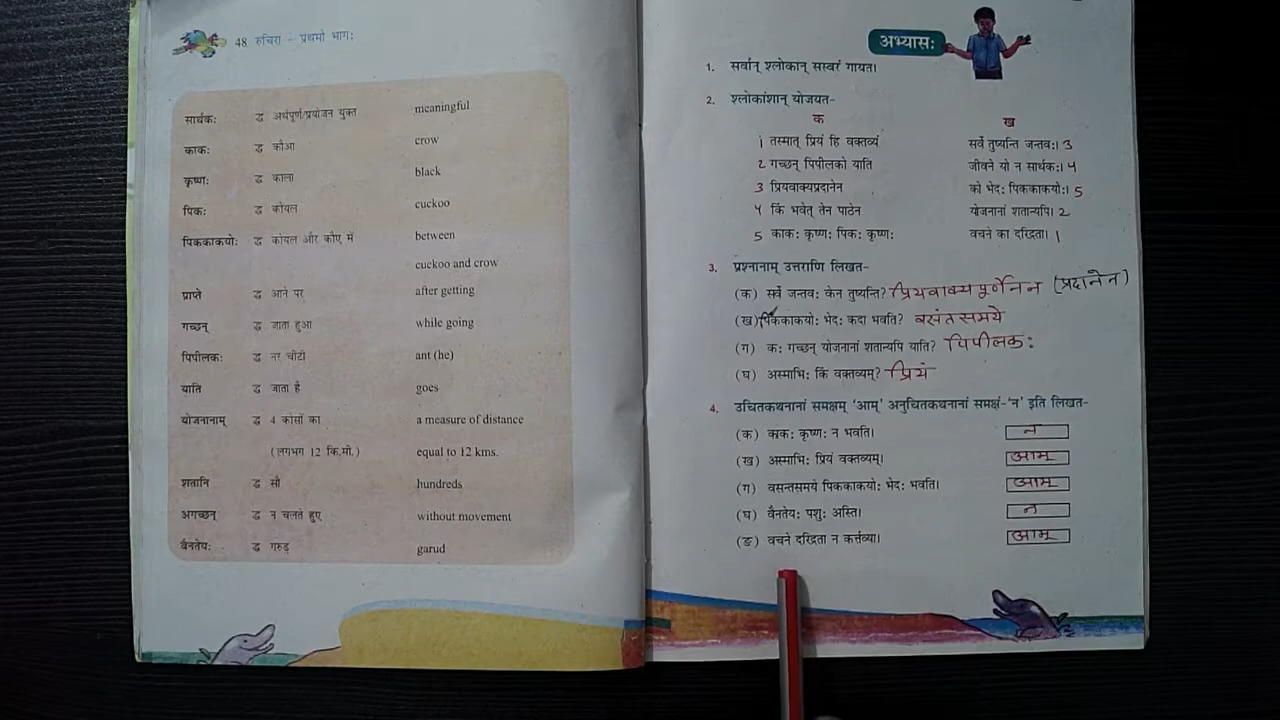 48 रुचिरा – प्रथमो भागः
सार्थकः द्ध अर्थपूर्ण/प्रयोजन युक्त meaningful
काकः द्ध कौआ crow
कृष्णः द्ध काला black
पिकः द्ध कोयल cuckoo
पिककाकयोः द्ध कोयल और कौए में between
cuckoo and crow
प्राप्ते द्ध आने पर after getting
गच्छन् द्ध जाता हुआ while going
पिपीलकः द्ध नर चींटी ant (he)
याति द्ध जाता है goes
योजनानाम् द्ध 4 कोसों का a measure of distance
(लगभग 12 कि.मी.) equal to 12 kms.
शतानि द्ध सौ hundreds
अगच्छन् द्ध न चलते हुए without movement
वैनतेयः द्ध गरुड़ garud
अभ्यासः
1. सर्वान् श्लोकान् सस्वरं गायत।
2. श्लोकांशान् योजयत-
क ख
1 तस्मात् प्रियं हि वक्तव्यं सर्वे तुष्यन्ति जन्तवः। 3
2 गच्छन् पिपीलको याति जीवने यो न सार्थकः। ४
3 प्रियवाक्यप्रदानेन को भेदः पिककाकयोः। 5
४ किं भवेत् तेन पाठेन योजनानां शतान्यपि। 2
5 काकः कृष्णः पिकः कृष्णः वचने का दरिद्रता। 1
3. प्रश्नानाम् उत्तराणि लिखत-
(क) सर्वे जन्तवः केन तुष्यन्ति? प्रियवाक्य (प्रदानेन)
(ख) पिककाकयोः भेदः कदा भवति? बसंतसमये
(ग) कः गच्छन् योजनानां शतान्यपि याति? पिपीलकः
(घ) अस्माभिः किं वक्तव्यम्? प्रियं
4. उचितकथनानां समक्षम् 'आम्' अनुचितकथनानां समक्षं-'न' इति लिखत-
(क) काकः कृष्णः न भवति। न
(ख) अस्माभिः प्रियं वक्तव्यम्। आम्
(ग) वसन्तसमये पिककाकयोः भेदः भवति। आम्
(घ) वैनतेयः पशुः अस्ति। न
(ङ) वचने दरिद्रता न कर्त्तव्या। आम्